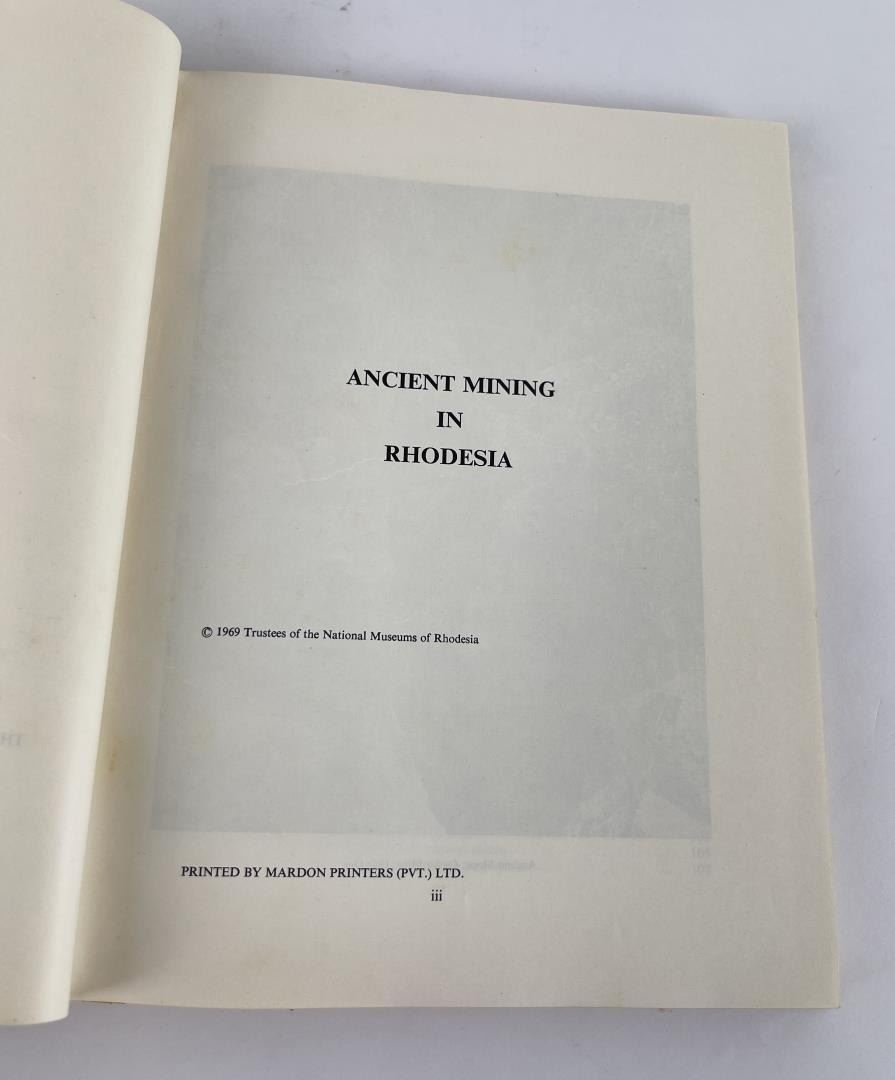 ANCIENT MINING
IN
RHODESIA
© 1969 Trustees of the National Museums of Rhodesia
PRINTED BY MARDON PRINTERS (PVT.) LTD.
iii